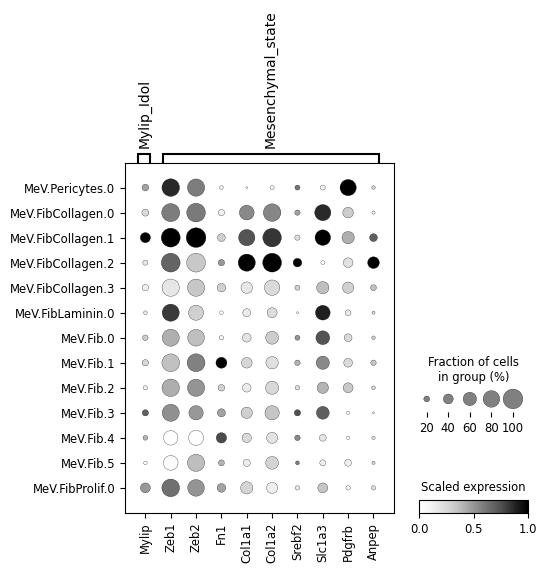 Mylip_Idol
Mesenchymal_state
MeV.Pericytes.0
MeV.FibCollagen.0
MeV.FibCollagen.1
MeV.FibCollagen.2
MeV.FibCollagen.3
MeV.FibLaminin.0
MeV.Fib.0
MeV.Fib.1
MeV.Fib.2
MeV.Fib.3
MeV.Fib.4
MeV.Fib.5
MeV.FibProlif.0
Mylip
Zeb1
Zeb2
Fn1
Col1a1
Col1a2
Srebf2
Slc1a3
Pdgfrb
Anpep
Fraction of cells
in group (%)
20 40 60 80 100
Scaled expression
0.0 0.5 1.0